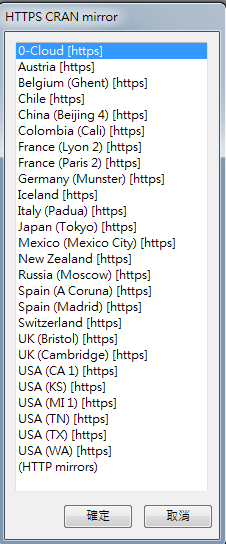 HTTPS CRAN mirror
0-Cloud [https]
Austria [https]
Belgium (Ghent) [https]
Chile [https]
China (Beijing 4) [https]
Colombia (Cali) [https]
France (Lyon 2) [https]
France (Paris 2) [https]
Germany (Munster) [https]
Iceland [https]
Italy (Padua) [https]
Japan (Tokyo) [https]
Mexico (Mexico City) [https]
New Zealand [https]
Russia (Moscow) [https]
Spain (A Coruna) [https]
Spain (Madrid) [https]
Switzerland [https]
UK (Bristol) [https]
UK (Cambridge) [https]
USA (CA 1) [https]
USA (KS) [https]
USA (MI 1) [https]
USA (TN) [https]
USA (TX) [https]
USA (WA) [https]
(HTTP mirrors)
確定 取消